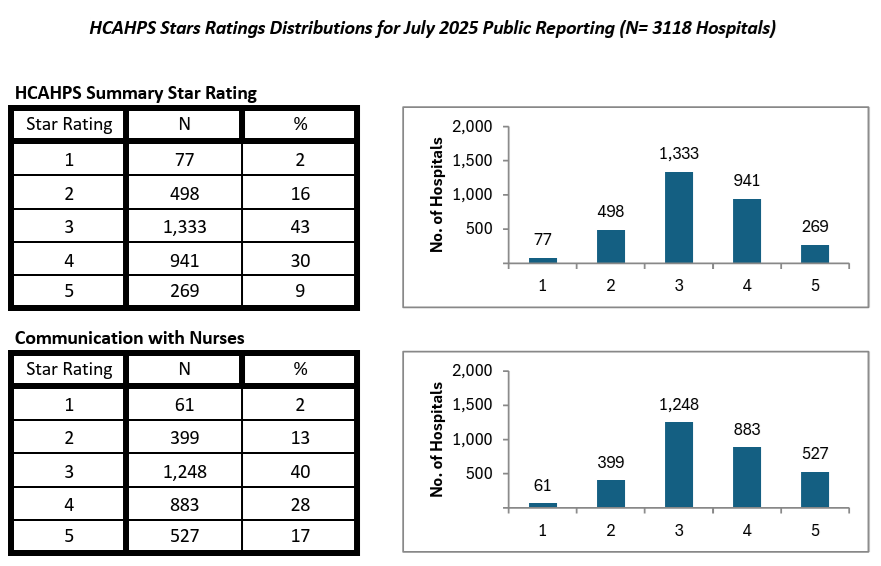 HCAHPS Stars Ratings Distributions for July 2025 Public Reporting (N= 3118 Hospitals)
HCAHPS Summary Star Rating
Star Rating N %
1 77 2
2 498 16
3 1,333 43
4 941 30
5 269 9
No. of Hospitals
2,000
1,500
1,000
500
77 498 1,333 941 269
1 2 3 4 5
Communication with Nurses
Star Rating N %
1 61 2
2 399 13
3 1,248 40
4 883 28
5 527 17
No. of Hospitals
2,000
1,500
1,000
500
61 399 1,248 883 527
1 2 3 4 5